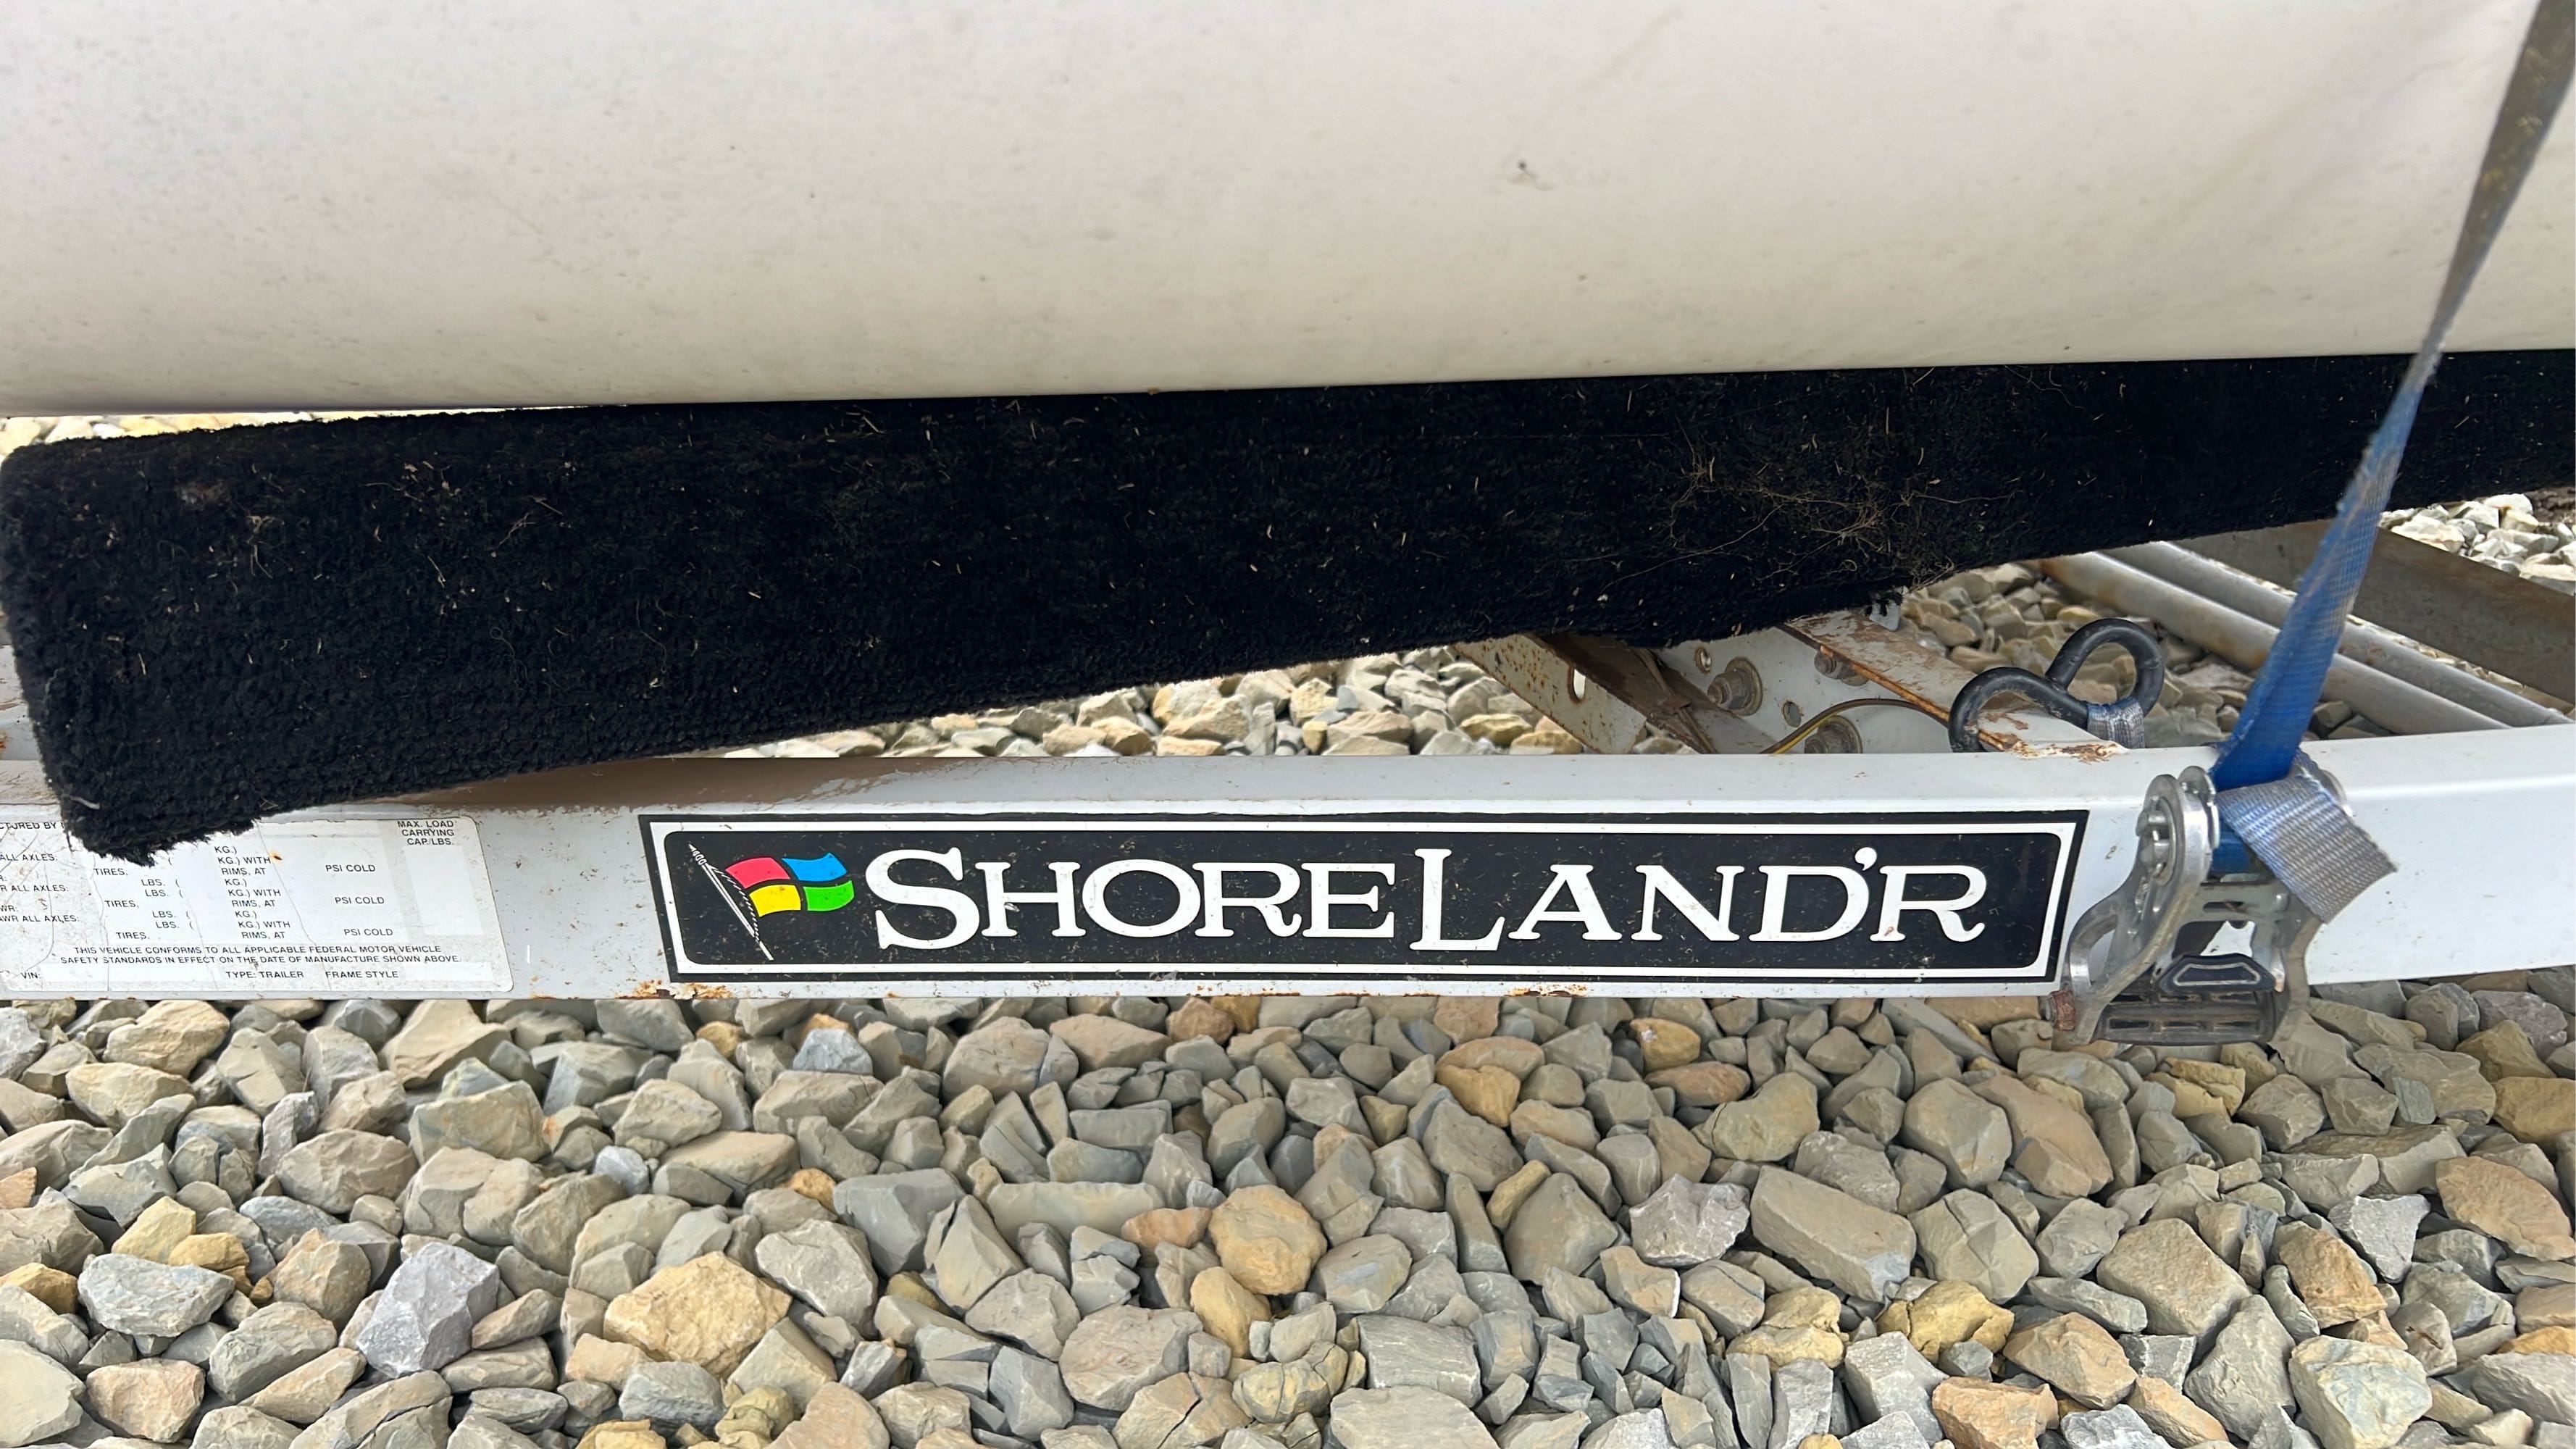 MAX. LOAD
CARRYING
CAP/LBS.
KG.)
ALL AXLES: ( KG.) WITH
TIRES, RIMS, AT PSI COLD
LBS. ( KG.)
ALL AXLES: LBS. ( KG.) WITH
TIRES, RIMS, AT PSI COLD
LBS. ( KG.)
ALL AXLES: LBS. ( KG.) WITH
TIRES, RIMS, AT PSI COLD
THIS VEHICLE CONFORMS TO ALL APPLICABLE FEDERAL MOTOR VEHICLE
SAFETY STANDARDS IN EFFECT ON THE DATE OF MANUFACTURE SHOWN ABOVE.
VIN: TYPE: TRAILER FRAME STYLE
SHORELAND'R